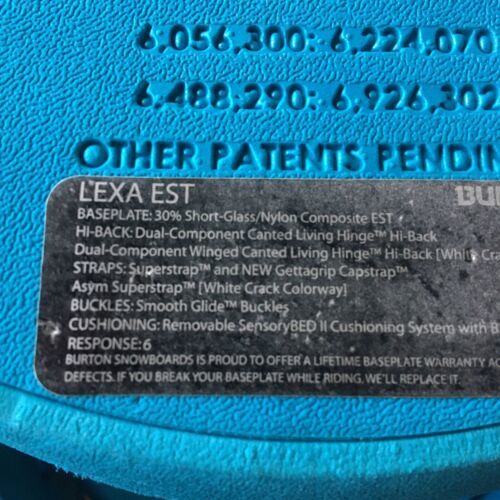 6,056,300: 6,224,070
6,488,290: 6,926,302
OTHER PATENTS
LEXA EST
BASEPLATE: 30% Short-Glass/Nylon Composite EST
HI-BACK: Dual-Component Canted Living Hinge™ Hi-Back
Dual-Component Winged Canted Living Hinge™ Hi-Back [White
STRAPS: Superstrap™ and NEW Gettagrip Capstrap™
Asym Superstrap™ [White Crack Colorway]
BUCKLES: Smooth Glide™ Buckles
CUSHIONING: Removable SensoryBED II Cushioning System with
RESPONSE: 6
BURTON SNOWBOARDS IS PROUD TO OFFER A LIFETIME BASEPLATE WARRANTY
DEFECTS. IF YOU BREAK YOUR BASEPLATE WHILE RIDING, WE'LL REPLACE IT.